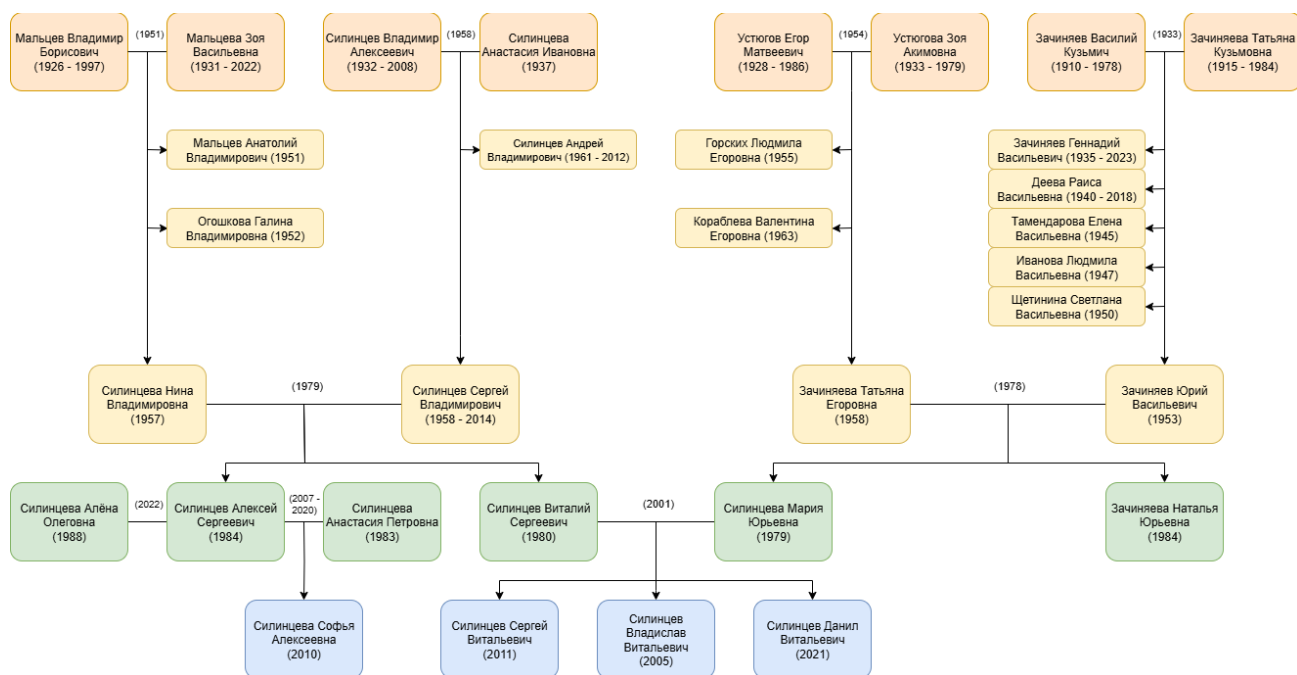 Мальцев Владимир
Борисович
(1926 - 1997)
(1951)
Мальцева Зоя
Васильевна
(1931 - 2022)
Силинцев Владимир
Алексеевич
(1932 - 2008)
(1958)
Силинцева
Анастасия Ивановна
(1937)
Устюгов Егор
Матвеевич
(1928 - 1986)
(1954)
Устюгова Зоя
Акимовна
(1933 - 1979)
Зачиняев Василий
Кузьмич
(1910 - 1978)
(1933)
Зачиняева Татьяна
Кузьмовна
(1915 - 1984)
Мальцев Анатолий
Владимирович (1951)
Силинцев Андрей
Владимирович (1961 - 2012)
Горских Людмила
Егоровна (1955)
Зачиняев Геннадий
Васильевич (1935 - 2023)
Деева Раиса
Васильевна (1940 - 2018)
Огошкова Галина
Владимировна (1952)
Кораблева Валентина
Егоровна (1963)
Тамендарова Елена
Васильевна (1945)
Иванова Людмила
Васильевна (1947)
Щетинина Светлана
Васильевна (1950)
Силинцева Нина
Владимировна
(1957)
(1979)
Силинцев Сергей
Владимирович
(1958 - 2014)
Зачиняева Татьяна
Егоровна
(1958)
(1978)
Зачиняев Юрий
Васильевич
(1953)
Силинцева Алёна
Олеговна
(1988)
(2022)
Силинцев Алексей
Сергеевич
(1984)
(2007 -
2020)
Силинцева
Анастасия Петровна
(1983)
Силинцев Виталий
Сергеевич
(1980)
(2001)
Силинцева Мария
Юрьевна
(1979)
Зачиняева Наталья
Юрьевна
(1984)
Силинцева Софья
Алексеевна
(2010)
Силинцев Сергей
Витальевич
(2011)
Силинцев
Владислав
Витальевич
(2005)
Силинцев Данил
Витальевич
(2021)